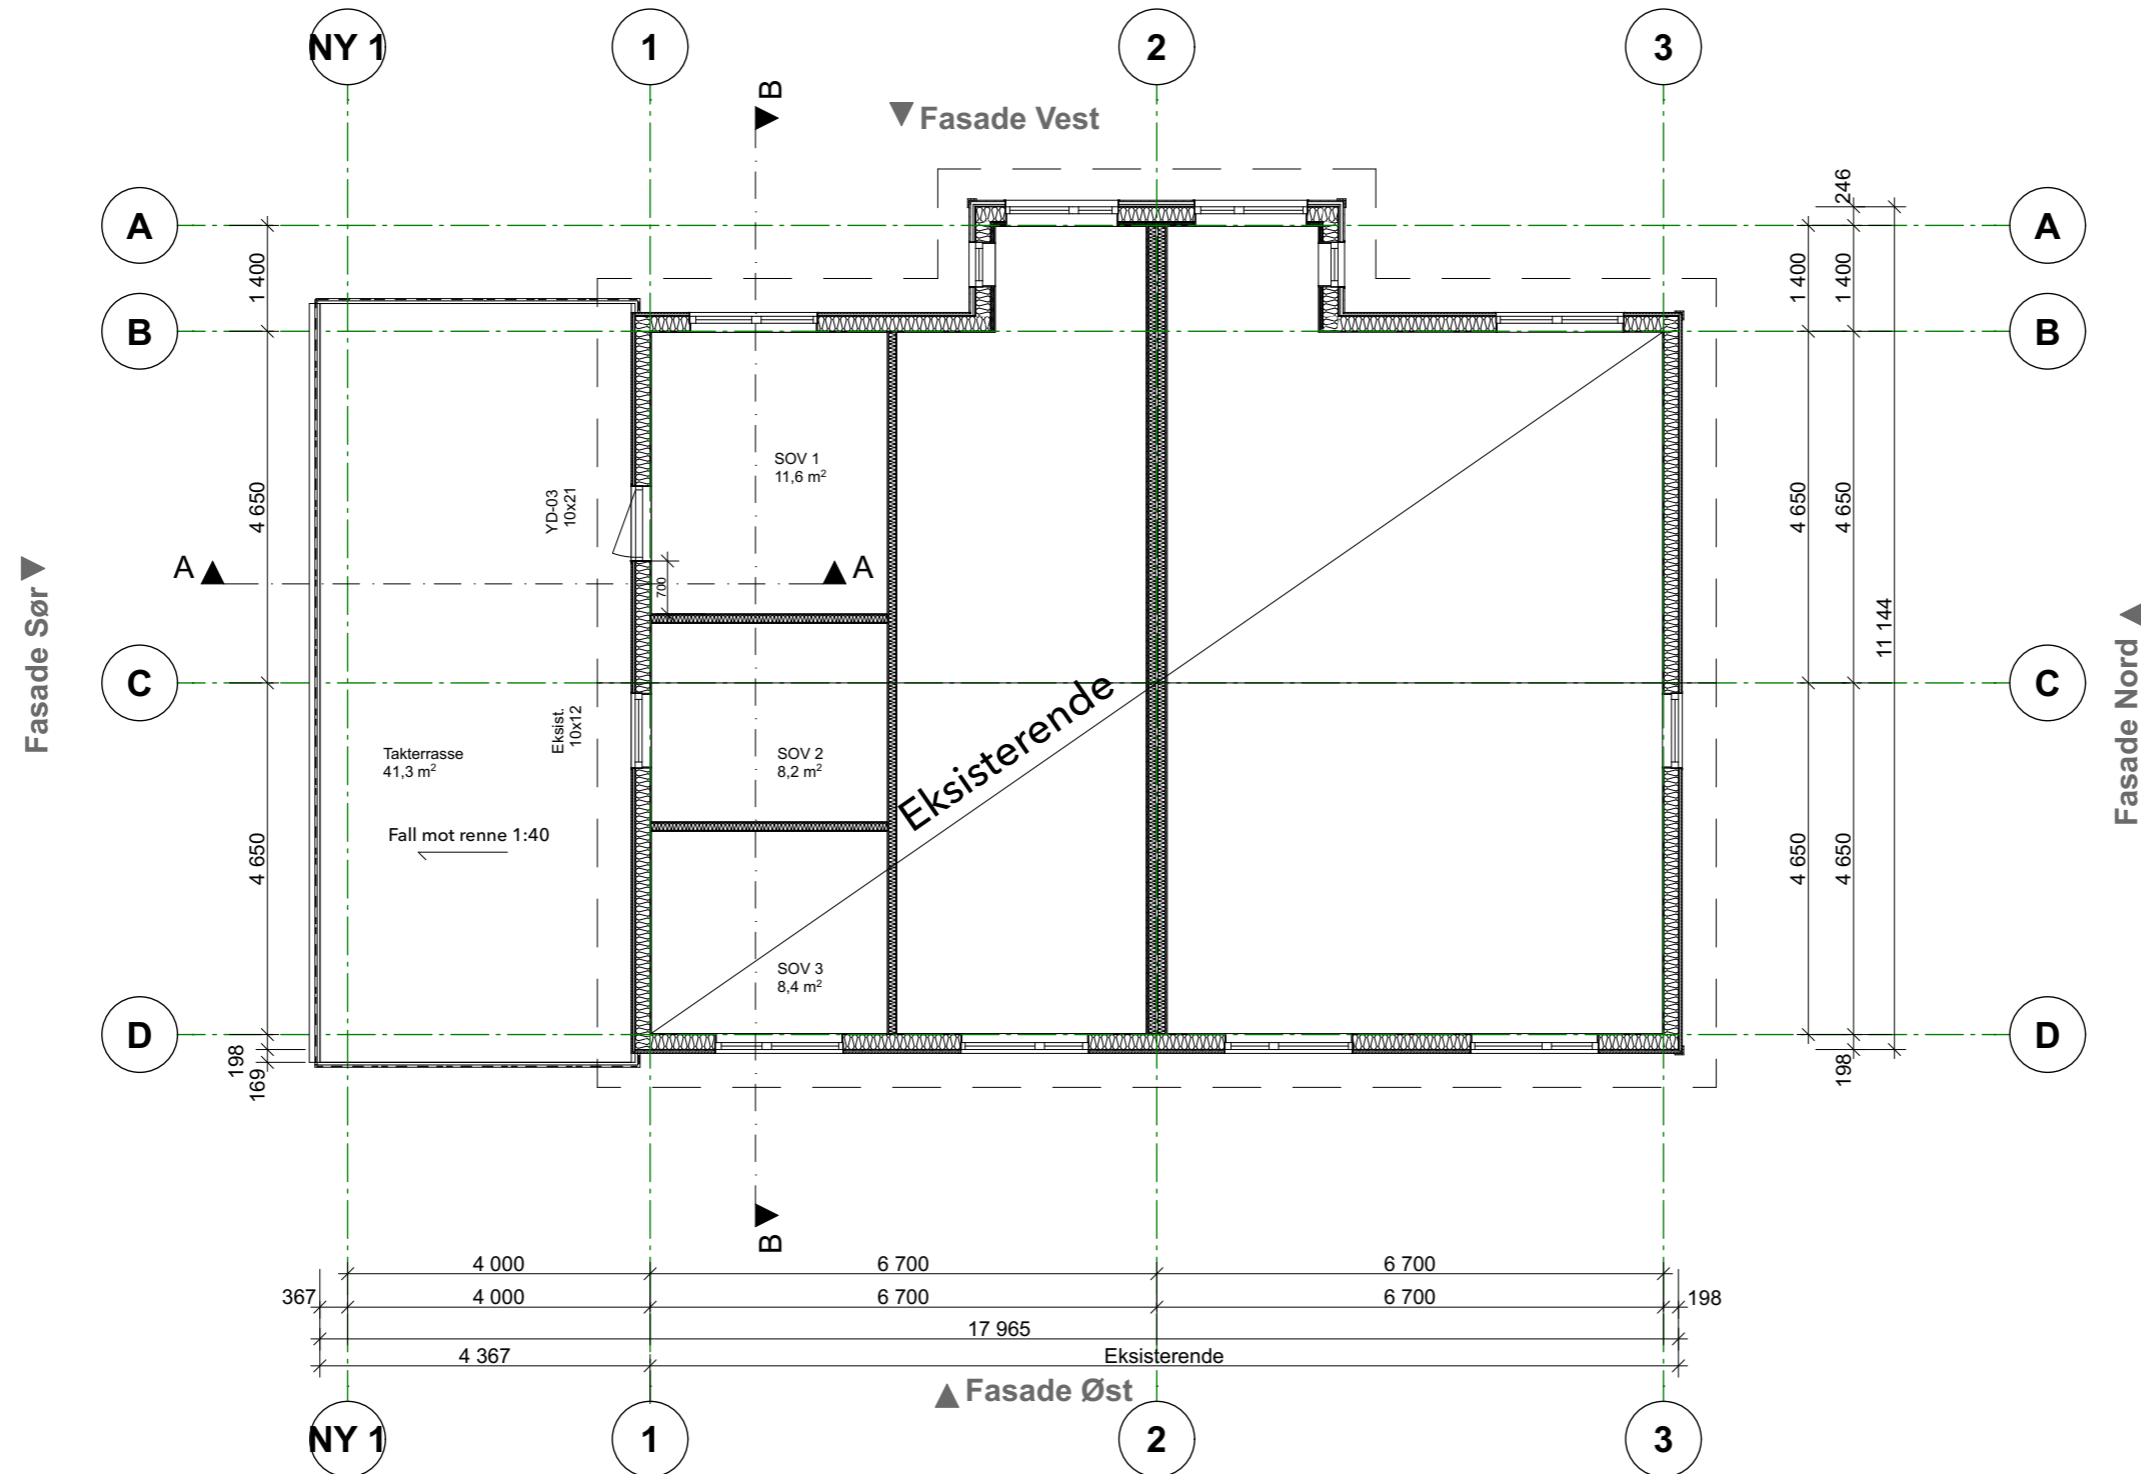 NY 1
1
2
3
B
Fasade Vest
246
A
A
1 400
1 400
1 400
B
B
SOV 1
11,6 m²
YD-03
10x21
4 650
4 650
4 650
A
A
700
11 144
Fasade Sør
Fasade Nord
C
C
Eksisterende
Eksist.
10x12
Takterrasse
41,3 m²
SOV 2
8,2 m²
Fall mot renne 1:40
4 650
4 650
4 650
SOV 3
8,4 m²
D
D
198
169
198
B
4 000
6 700
6 700
367
4 000
6 700
6 700
198
17 965
4 367
Eksisterende
Fasade Øst
NY 1
1
2
3